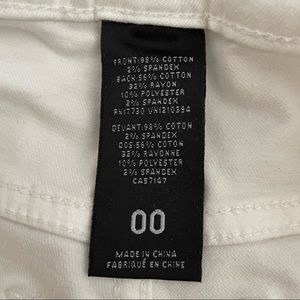 FRONT:98% COTTON
2% SPANDEX
BACK:56% COTTON
32% RAYON
10% POLYESTER
2% SPANDEX
RN17730 VN1210394
DEVANT:98% COTON
2% SPANDEX
DOS:56% COTON
32% RAYONNE
10% POLYESTER
2% SPANDEX
CA57147
00
MADE IN CHINA
FABRIQUÉ EN CHINE